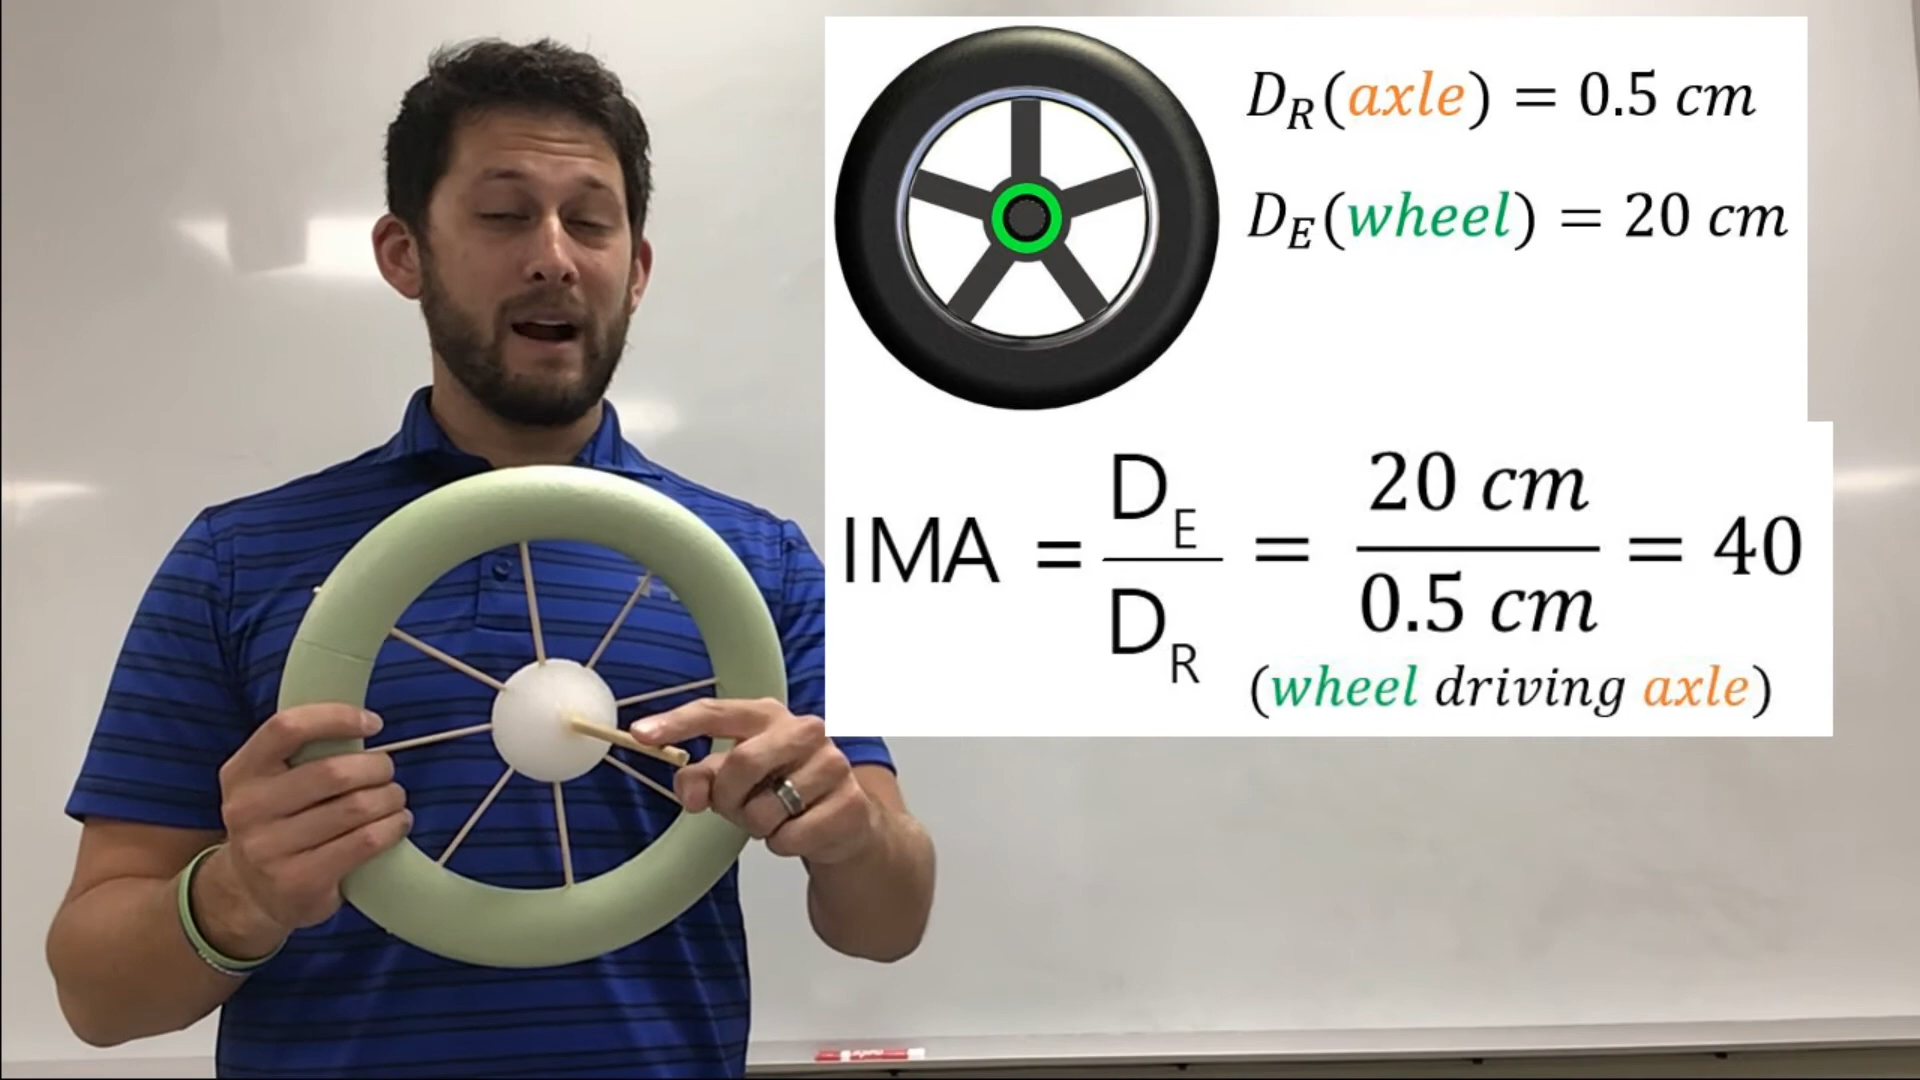 D_R(axle) = 0.5 cm
D_E(wheel) = 20 cm
IMA = D_E/D_R = 20 cm/0.5 cm = 40
(wheel driving axle)